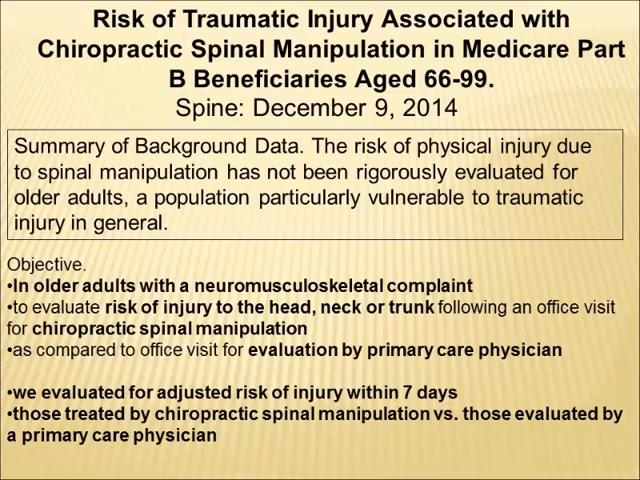 Risk of Traumatic Injury Associated with
Chiropractic Spinal Manipulation in Medicare Part
B Beneficiaries Aged 66-99.
Spine: December 9, 2014
Summary of Background Data. The risk of physical injury due
to spinal manipulation has not been rigorously evaluated for
older adults, a population particularly vulnerable to traumatic
injury in general.
Objective.
•In older adults with a neuromusculoskeletal complaint
•to evaluate risk of injury to the head, neck or trunk following an office visit
for chiropractic spinal manipulation
•as compared to office visit for evaluation by primary care physician
•we evaluated for adjusted risk of injury within 7 days
•those treated by chiropractic spinal manipulation vs. those evaluated by
a primary care physician